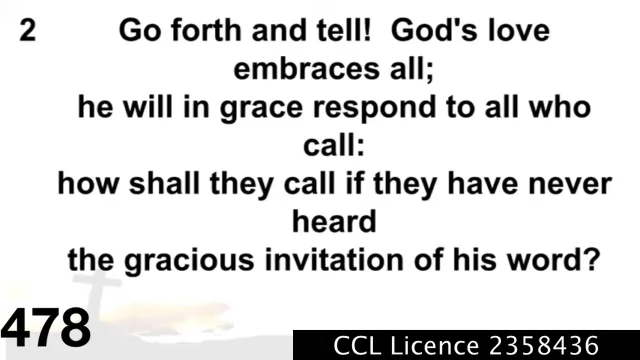 2 Go forth and tell!  God's love
embraces all;
he will in grace respond to all who
call:
how shall they call if they have never
heard
the gracious invitation of his word?
478
CCL Licence 2358436